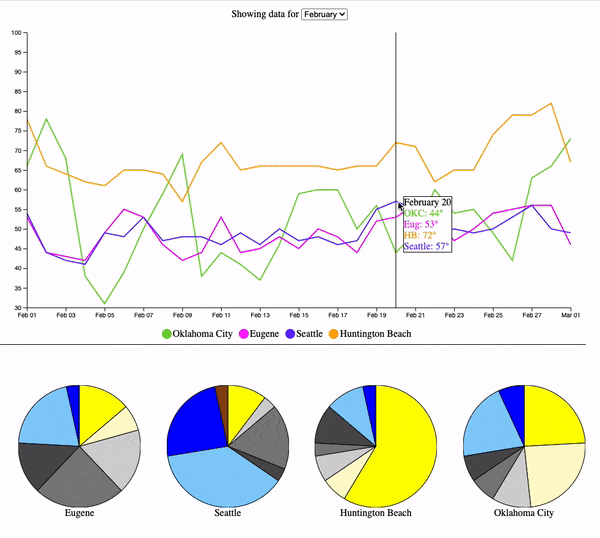 Showing data for February
100
95
90
85
80
75
70
65
60
55
50
45
40
35
30
February 20
OKC: 44°
Eug: 53°
HB: 72°
Seattle: 57°
Feb 01 Feb 03 Feb 05 Feb 07 Feb 09 Feb 11 Feb 13 Feb 15 Feb 17 Feb 19 Feb 21 Feb 23 Feb 25 Feb 27 Mar 01
Oklahoma City Eugene Seattle Huntington Beach
Eugene Seattle Huntington Beach Oklahoma City